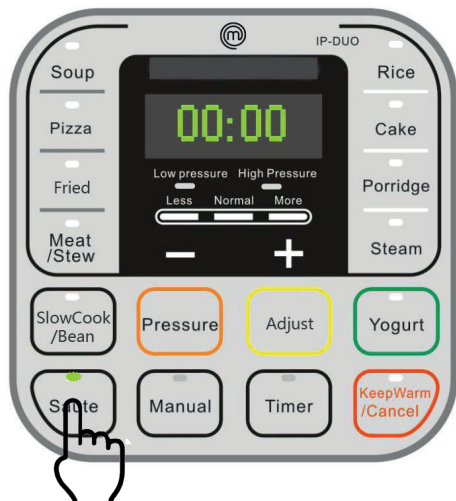 IP-DUO
Soup
Rice
Pizza
00:00
Cake
Low pressure High Pressure
Fried
Less Normal More
Porridge
Meat
/Stew
− +
Steam
SlowCook
/Bean
Pressure
Adjust
Yogurt
Saute
Manual
Timer
KeepWarm
/Cancel